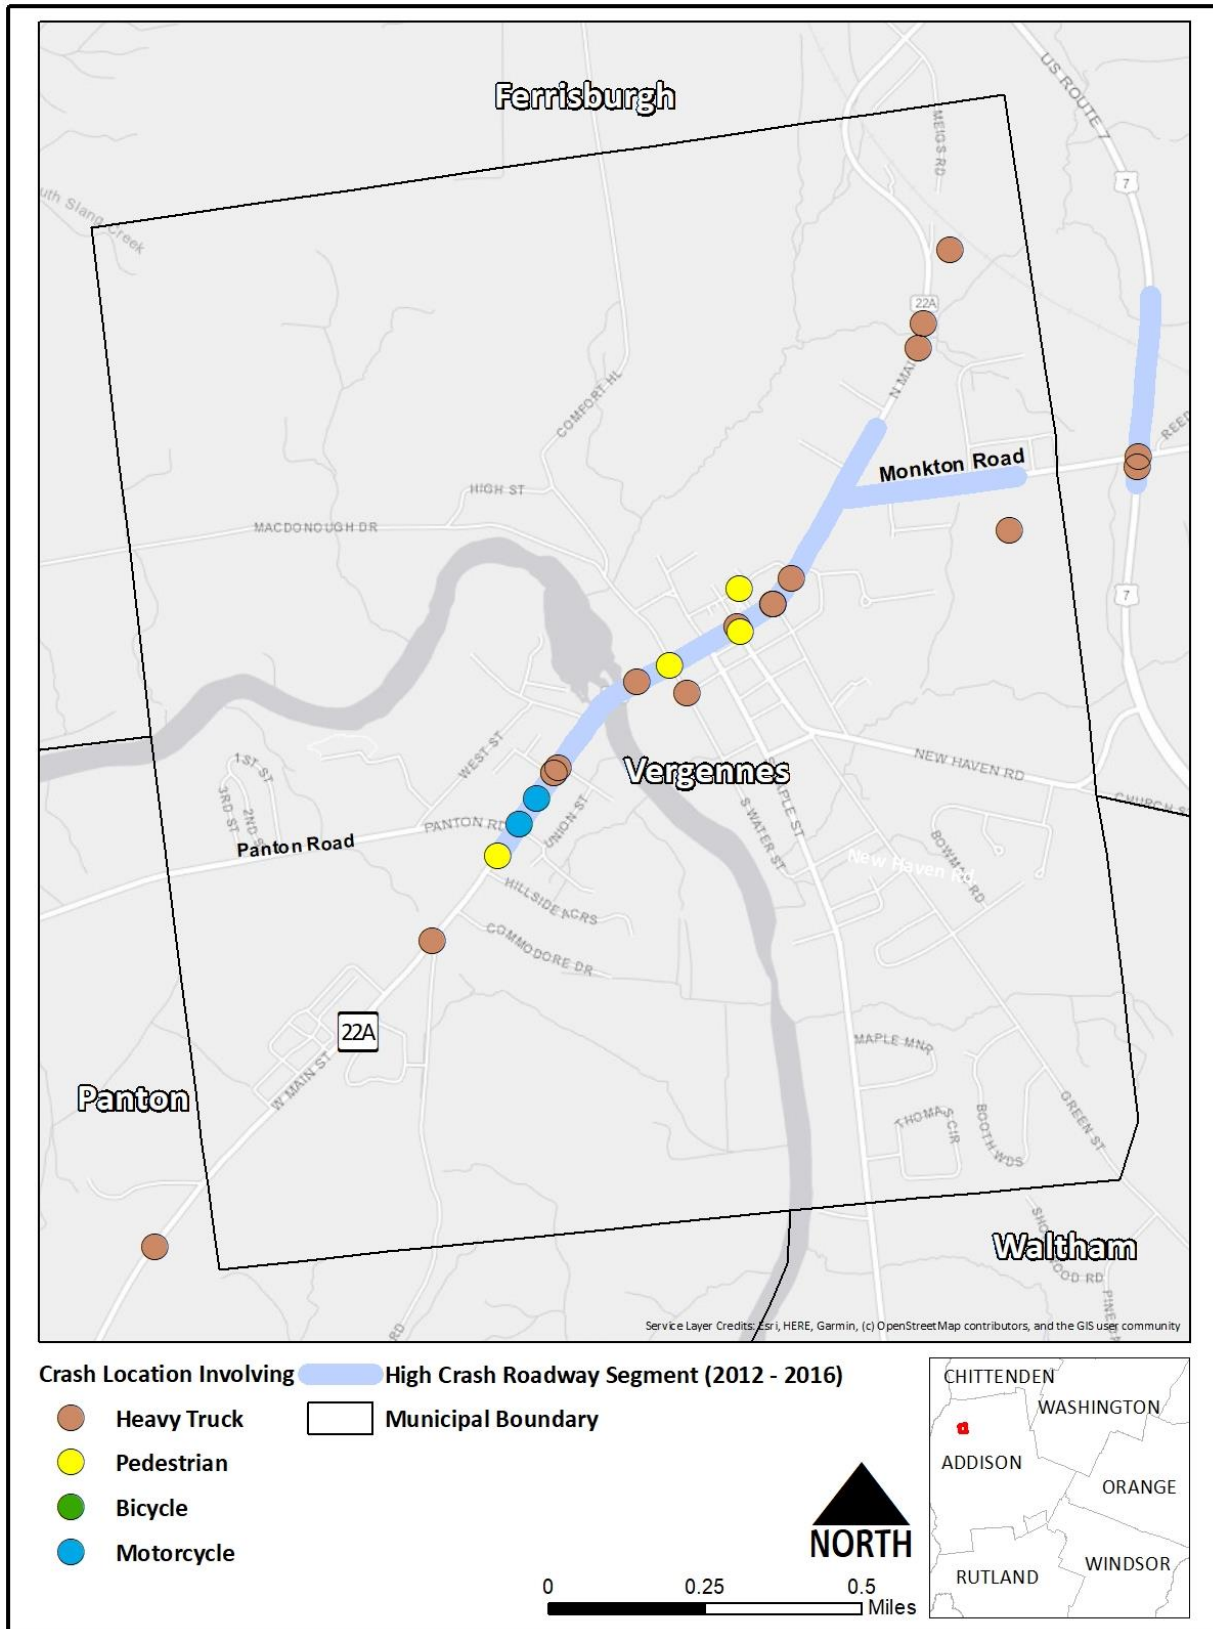 Ferrisburgh
US ROUTE 7
MEIGS RD
7
uth Slang Creek
22A
N MAI
COMFORT HL
REED
Monkton Road
HIGH ST
MACDONOUGH DR
7
WEST ST
1ST ST
3RD ST
2ND S
Vergennes
NEW HAVEN RD
CHURCH S
PANTON RD
UNION ST
S WATER ST
MAPLE ST
Panton Road
BOWMAN RD
New Haven Rd
HILLSIDE ACRS
COMMODORE DR
22A
W MAIN ST
MAPLE MNR
Panton
THOMAS CIR
BOOTH WDS
GREEN ST
Waltham
RD
Service Layer Credits: Esri, HERE, Garmin, (c) OpenStreetMap contributors, and the GIS user community
Crash Location Involving
High Crash Roadway Segment (2012 - 2016)
Heavy Truck
Municipal Boundary
Pedestrian
Bicycle
Motorcycle
NORTH
0 0.25 0.5
Miles
CHITTENDEN
WASHINGTON
ADDISON
ORANGE
WINDSOR
RUTLAND